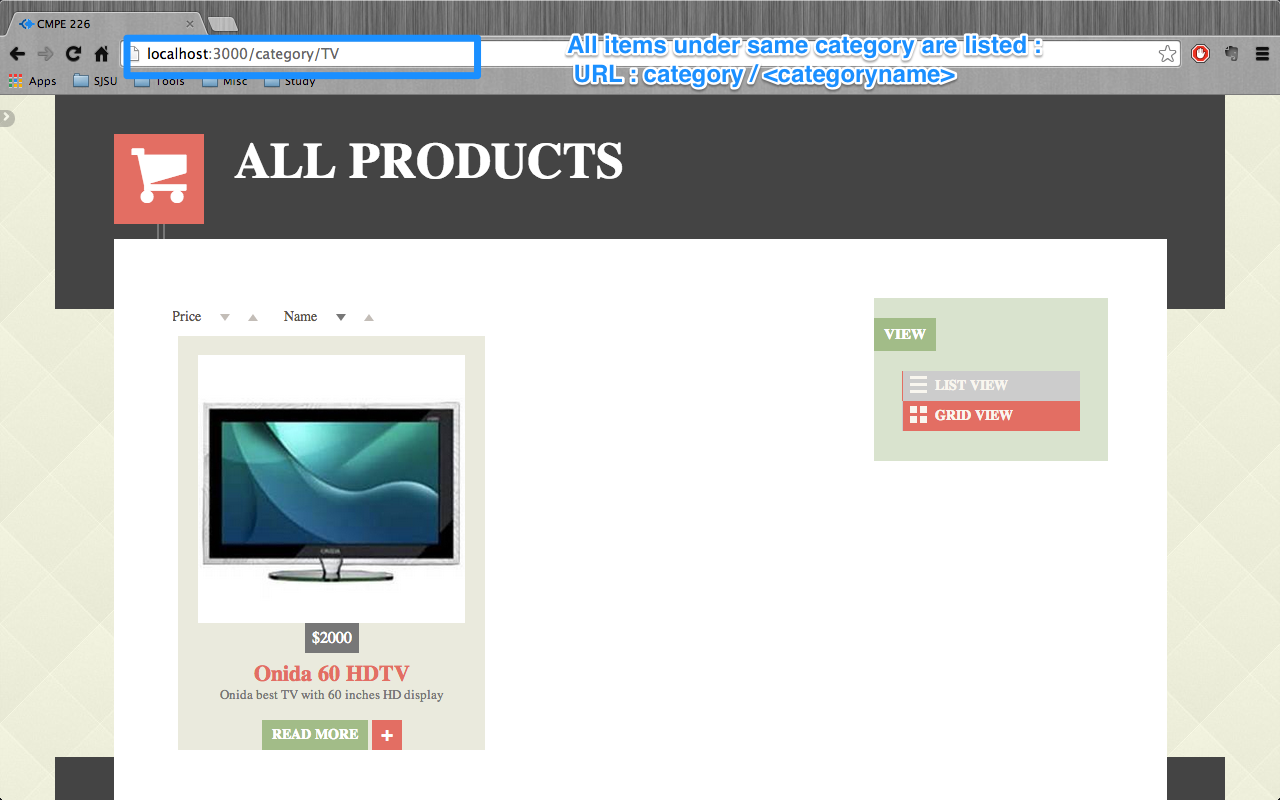 CMPE 226
localhost:3000/category/TV
All items under same category are listed :
URL : category / <categoryname>
Apps SJSU Tools Misc Study
ALL PRODUCTS
Price Name
VIEW
LIST VIEW
GRID VIEW
ONIDA
$2000
Onida 60 HDTV
Onida best TV with 60 inches HD display
READ MORE +